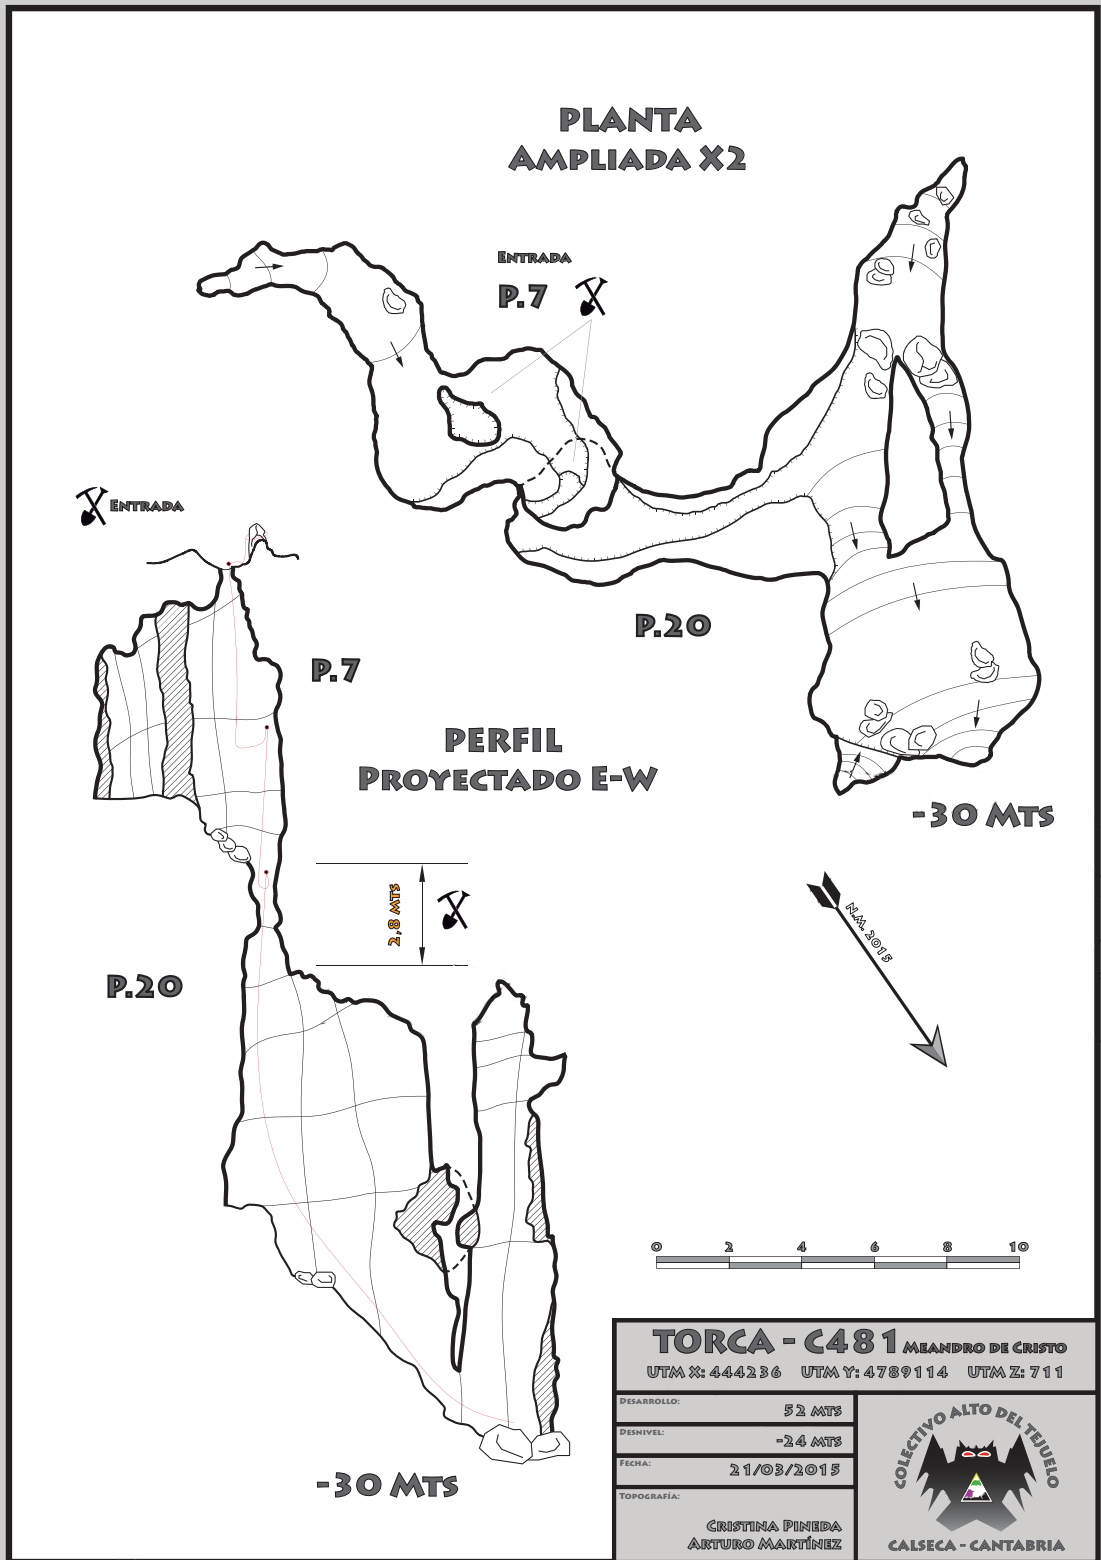 PLANTA
AMPLIADA X2
ENTRADA
P.7
ENTRADA
P.20
P.7
PERFIL
PROYECTADO E-W
-30 MTS
2,8 MTS
N.M. 2015
P.20
0 2 4 6 8 10
-30 MTS
TORCA - C481 MEANDRO DE CRISTO
UTM X: 444236 UTM Y: 4789114 UTM Z: 711
DESARROLLO:
52 MTS
DESNIVEL:
-24 MTS
FECHA:
21/03/2015
TOPOGRAFÍA:
CRISTINA PINEDA
ARTURO MARTÍNEZ
COLECTIVO ALTO DEL TEJUELO
CALSECA - CANTABRIA